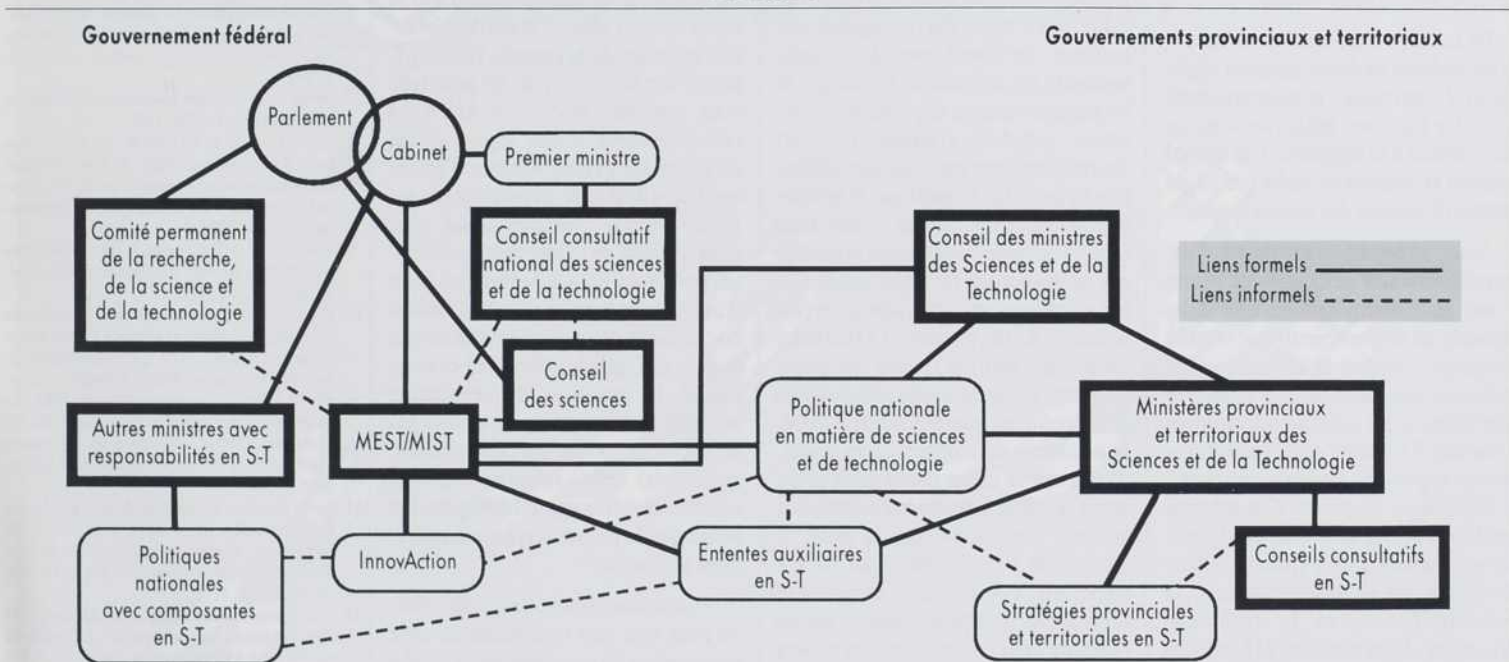 Gouvernement fédéral
Gouvernements provinciaux et territoriaux
Parlement
Cabinet
Premier ministre
Comité permanent
de la recherche,
de la science et
de la technologie
Conseil consultatif
national des sciences
et de la technologie
Conseil des ministres
des Sciences et de la
Technologie
Liens formels
Liens informels
Conseil
des sciences
Autres ministres avec
responsabilités en S-T
MEST/MIST
Politique nationale
en matière de sciences
et de technologie
Ministères provinciaux
et territoriaux des
Sciences et de la Technologie
Politiques
nationales
avec composantes
en S-T
InnovAction
Ententes auxiliaires
en S-T
Stratégies provinciales
et territoriales en S-T
Conseils consultatifs
en S-T